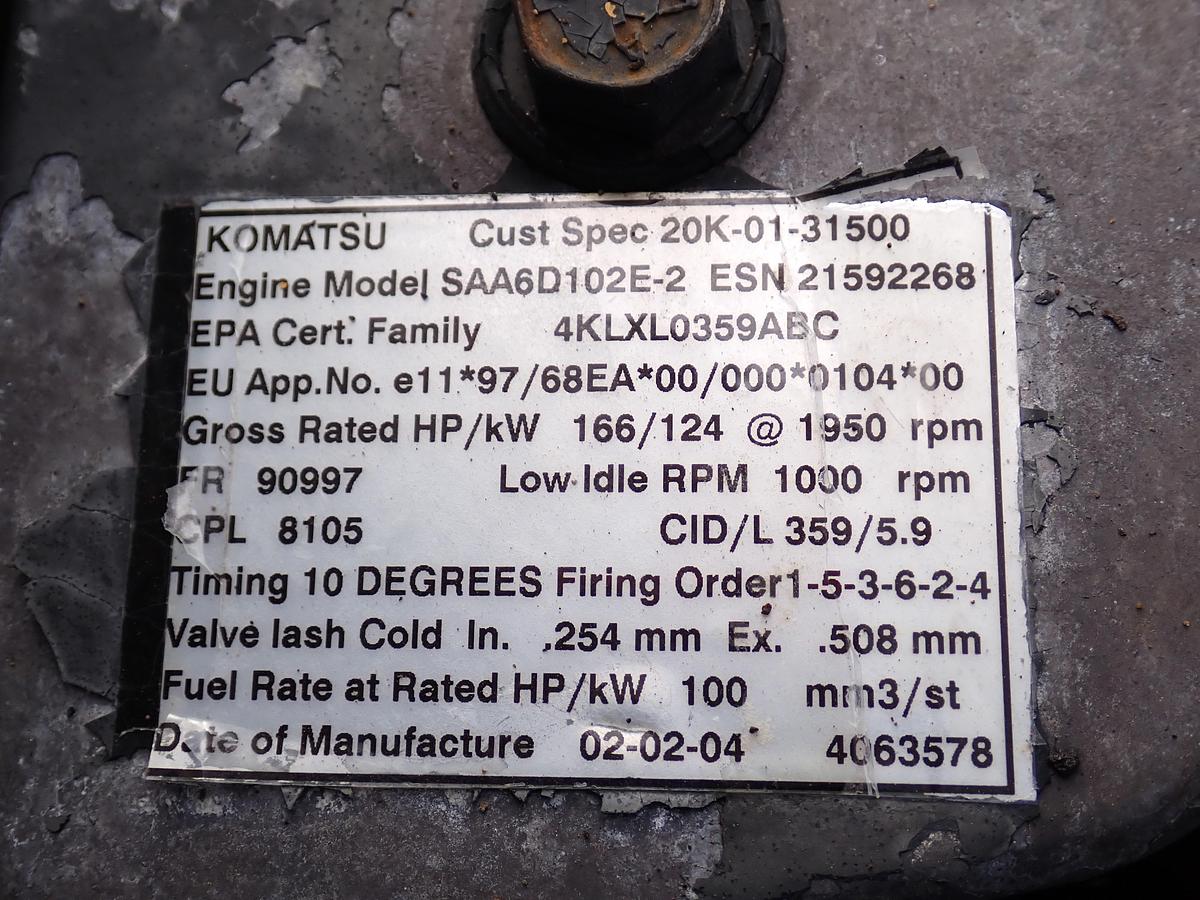 KOMATSU Cust Spec 20K-01-31500
Engine Model SAA6D102E-2 ESN 21592268
EPA Cert. Family 4KLXL0359ABC
EU App.No. e11*97/68EA*00/000*0104*00
Gross Rated HP/kW 166/124 @ 1950 rpm
FR 90997 Low Idle RPM 1000 rpm
CPL 8105 CID/L 359/5.9
Timing 10 DEGREES Firing Order1-5-3-6-2-4
Valve lash Cold In. .254 mm Ex. .508 mm
Fuel Rate at Rated HP/kW 100 mm3/st
Date of Manufacture 02-02-04 4063578